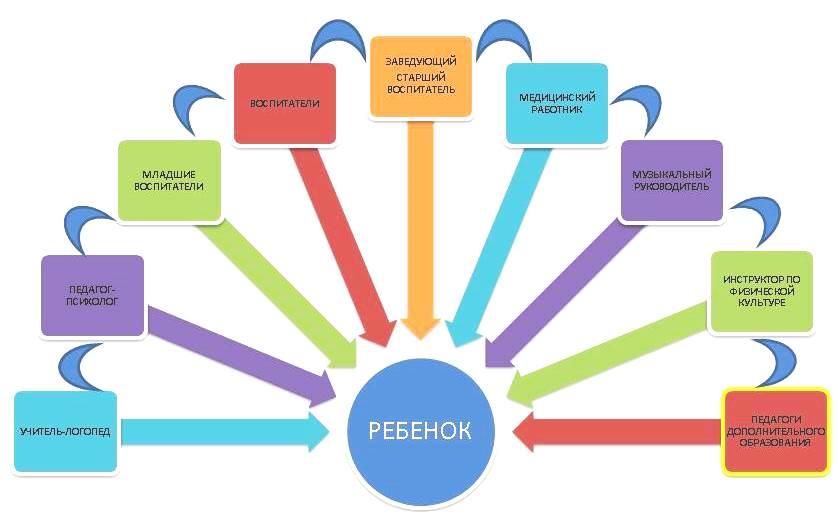 ЗАВЕДУЮЩИЙ
СТАРШИЙ
ВОСПИТАТЕЛЬ
ВОСПИТАТЕЛИ
МЕДИЦИНСКИЙ
РАБОТНИК
МЛАДШИЕ
ВОСПИТАТЕЛИ
МУЗЫКАЛЬНЫЙ
РУКОВОДИТЕЛЬ
ПЕДАГОГ-
ПСИХОЛОГ
ИНСТРУКТОР ПО
ФИЗИЧЕСКОЙ
КУЛЬТУРЕ
УЧИТЕЛЬ-ЛОГОПЕД
РЕБЕНОК
ПЕДАГОГИ
ДОПОЛНИТЕЛЬНОГО
ОБРАЗОВАНИЯ